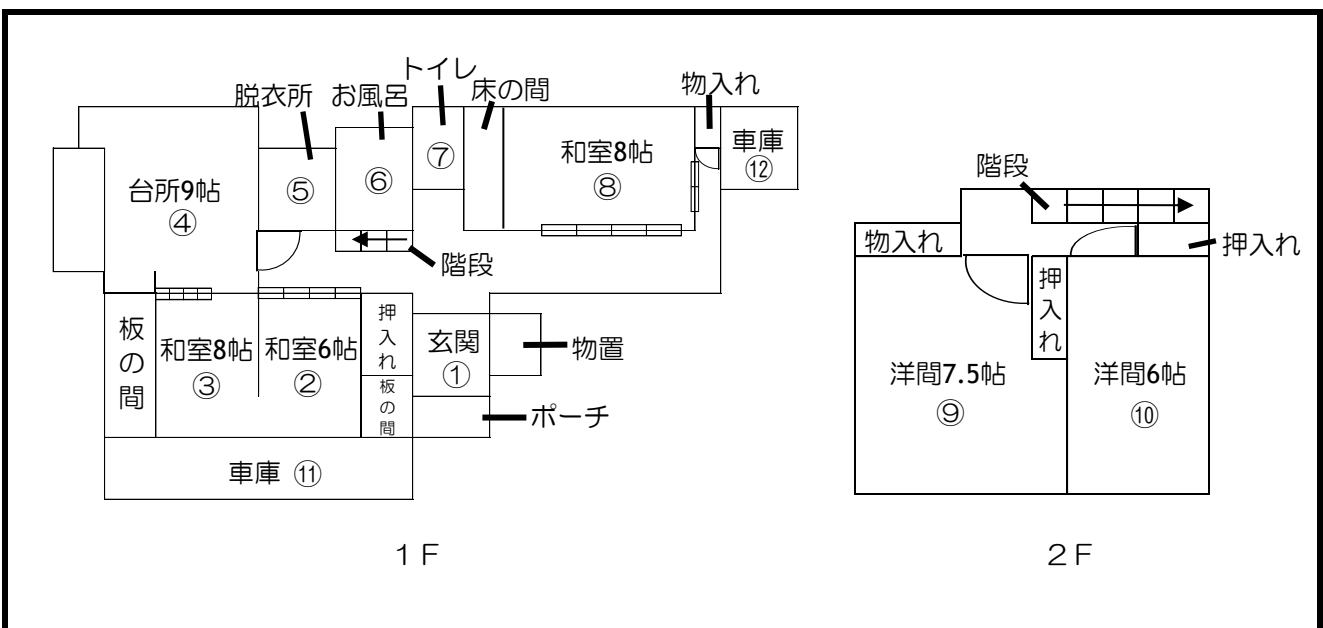 トイレ
脱衣所
お風呂
床の間
物入れ
台所9帖
④
⑤
⑥
⑦
和室8帖
⑧
車庫
⑫
階段
板の間
和室8帖
③
和室6帖
②
押入れ
板の間
玄関
①
物置
ポーチ
車庫 ⑪
1F
階段
物入れ
押入れ
押入れ
洋間7.5帖
⑨
洋間6帖
⑩
2F